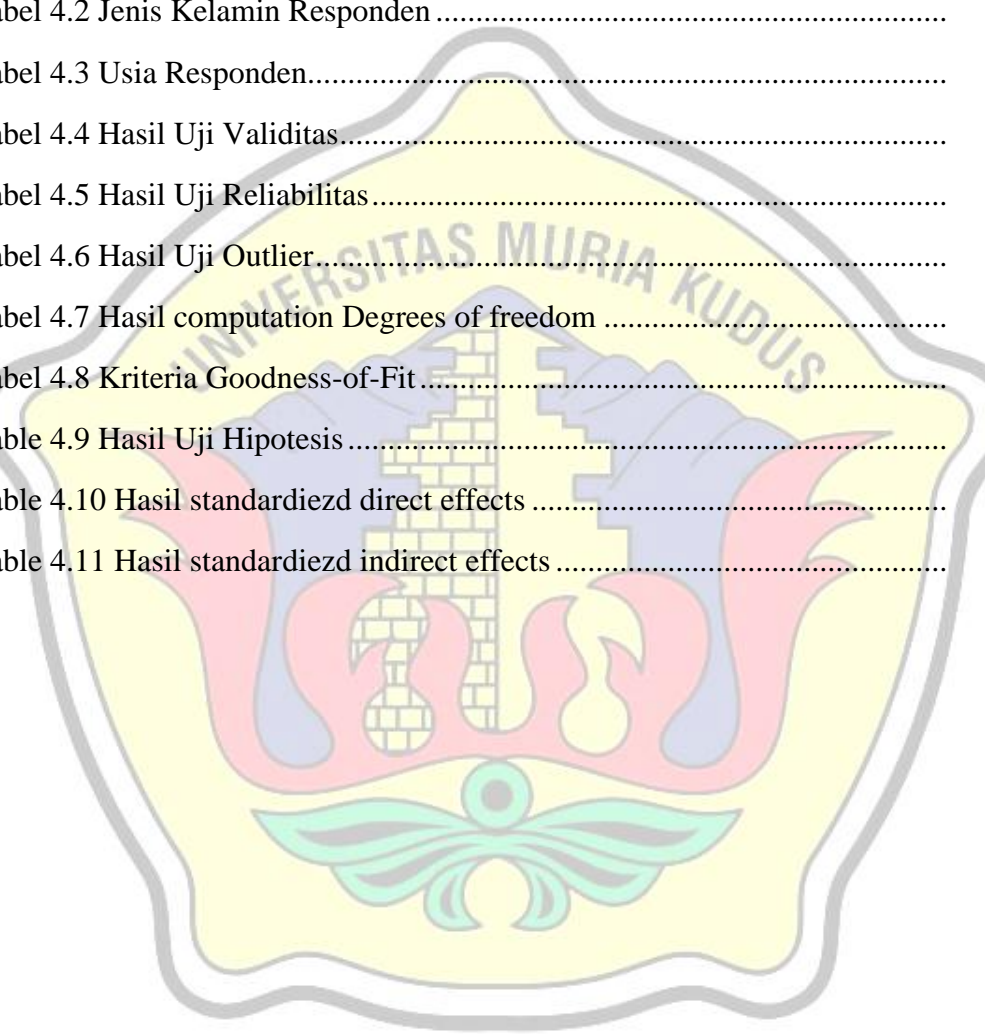 abel 4.2 Jenis Kelamin Responden ................................................................
abel 4.3 Usia Responden................................................................................
abel 4.4 Hasil Uji Validitas............................................................................
abel 4.5 Hasil Uji Reliabilitas........................................................................
abel 4.6 Hasil Uji Outlier...............................................................................
UNIVERSITAS MURIA KUDUS
abel 4.7 Hasil computation Degrees of freedom ...........................................
abel 4.8 Kriteria Goodness-of-Fit..................................................................
able 4.9 Hasil Uji Hipotesis...........................................................................
able 4.10 Hasil standardiezd direct effects ....................................................
able 4.11 Hasil standardiezd indirect effects .................................................